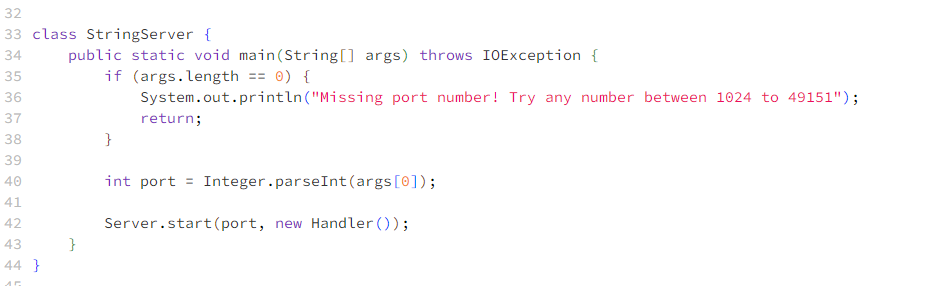 32
33 class StringServer {
34 public static void main(String[] args) throws IOException {
35 if (args.length == 0) {
36 System.out.println("Missing port number! Try any number between 1024 to 49151");
37 return;
38 }
39
40 int port = Integer.parseInt(args[0]);
41
42 Server.start(port, new Handler());
43 }
44 }